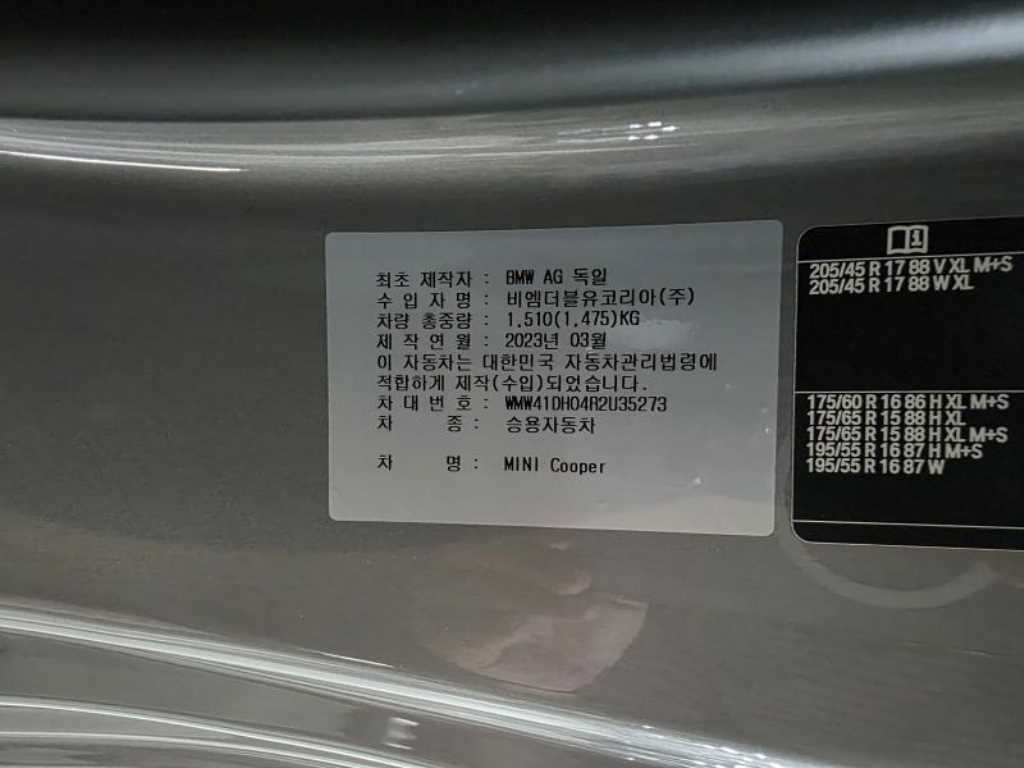 최초 제작자 : BMW AG 독일
수 입 자 명 : 비엠더블유코리아(주)
차량 총중량 : 1.510(1.475)KG
제 작 연 월 : 2023년 03월
이 자동차는 대한민국 자동차관리법령에
적합하게 제작(수입)되었습니다.
차 대 번 호 : WMW41DH04R2U35273
차 종 : 승용자동차
차 명 : MINI Cooper
205/45 R 17 88 V XL M+S
205/45 R 17 88 W XL
175/60 R 16 86 H XL M+S
175/65 R 15 88 H XL
175/65 R 15 88 H XL M+S
195/55 R 16 87 H M+S
195/55 R 16 87 W